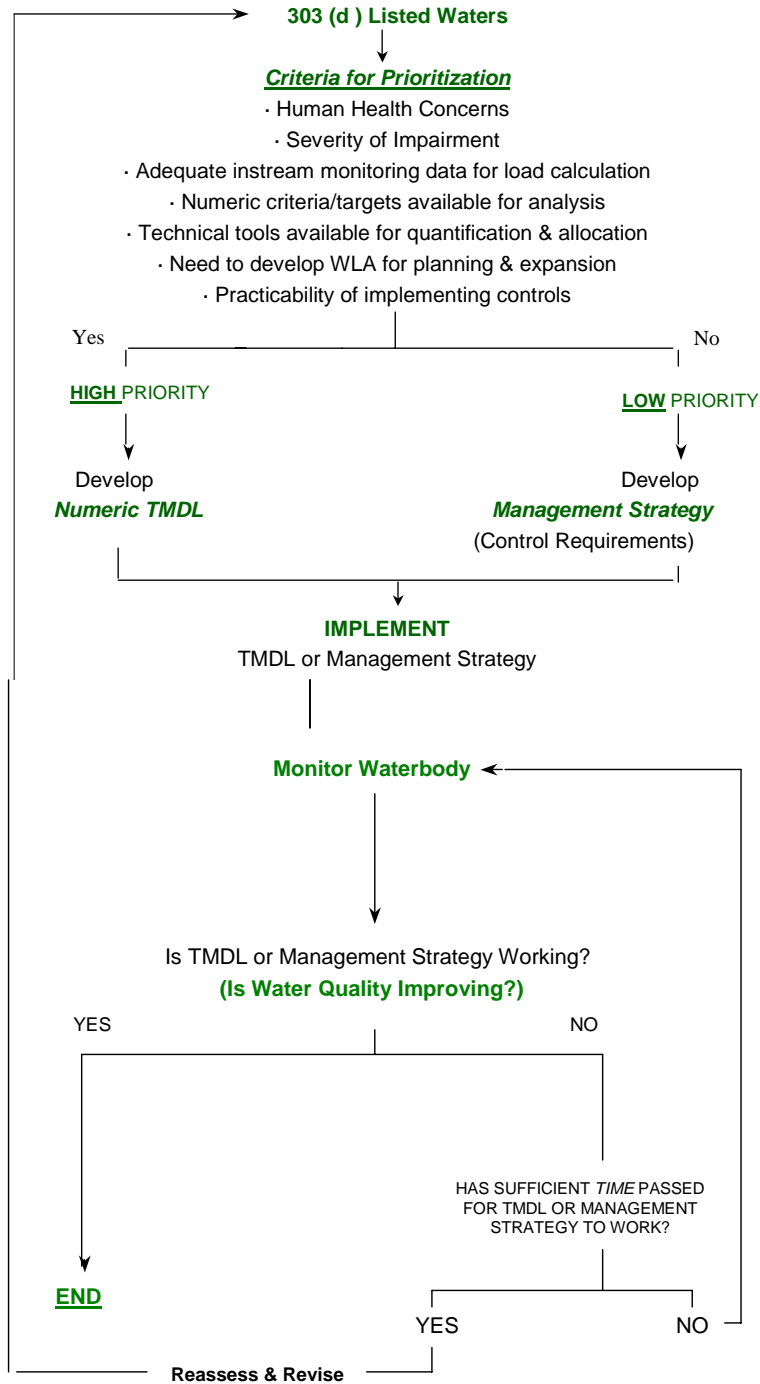 303 (d ) Listed Waters
Criteria for Prioritization
· Human Health Concerns
· Severity of Impairment
· Adequate instream monitoring data for load calculation
· Numeric criteria/targets available for analysis
· Technical tools available for quantification & allocation
· Need to develop WLA for planning & expansion
· Practicability of implementing controls
Yes
No
HIGH PRIORITY
LOW PRIORITY
Develop
Numeric TMDL
Develop
Management Strategy
(Control Requirements)
IMPLEMENT
TMDL or Management Strategy
Monitor Waterbody
Is TMDL or Management Strategy Working?
(Is Water Quality Improving?)
YES
NO
HAS SUFFICIENT TIME PASSED
FOR TMDL OR MANAGEMENT
STRATEGY TO WORK?
END
YES
NO
Reassess & Revise